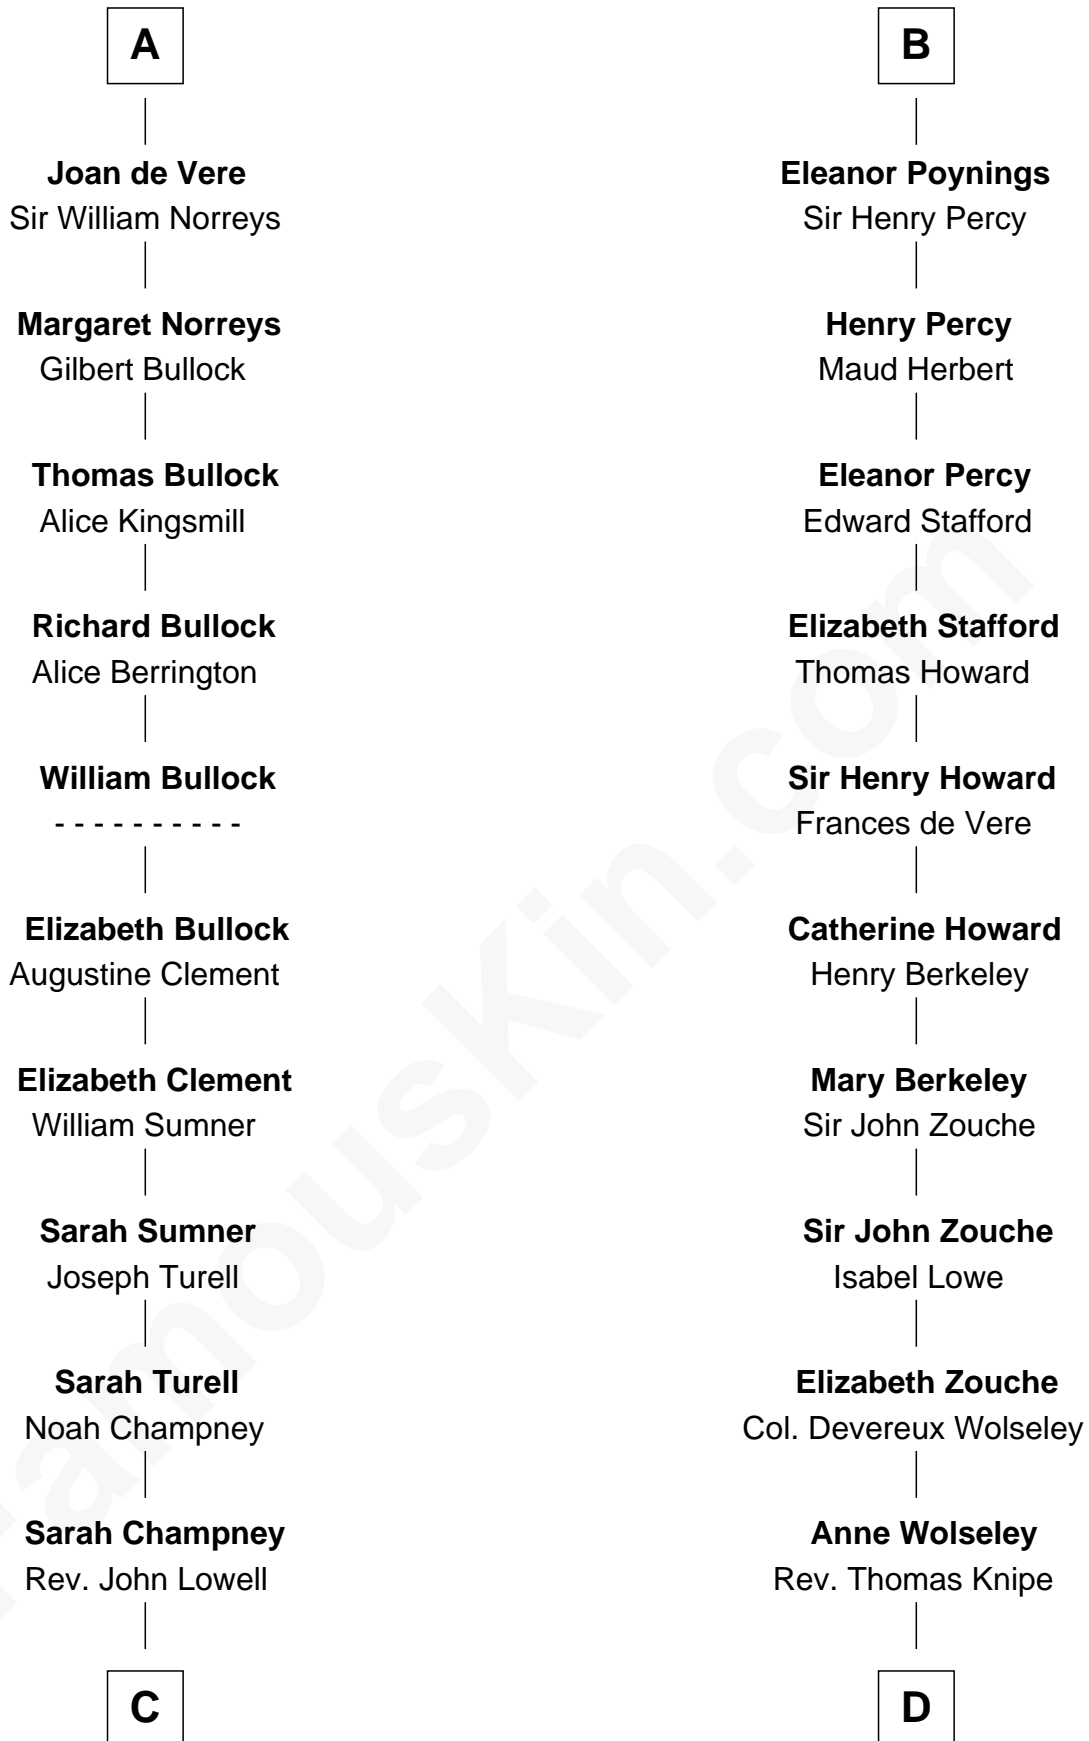 A
Joan de Vere
Sir William Norreys
Margaret Norreys
Gilbert Bullock
Thomas Bullock
Alice Kingsmill
Richard Bullock
Alice Berrington
William Bullock
- - - - - - - - - -
Elizabeth Bullock
Augustine Clement
Elizabeth Clement
William Sumner
Sarah Sumner
Joseph Turell
Sarah Turell
Noah Champney
Sarah Champney
Rev. John Lowell
C
B
Eleanor Poynings
Sir Henry Percy
Henry Percy
Maud Herbert
Eleanor Percy
Edward Stafford
Elizabeth Stafford
Thomas Howard
Sir Henry Howard
Frances de Vere
Catherine Howard
Henry Berkeley
Mary Berkeley
Sir John Zouche
Sir John Zouche
Isabel Lowe
Elizabeth Zouche
Col. Devereux Wolseley
Anne Wolseley
Rev. Thomas Knipe
D
FamousKin.com